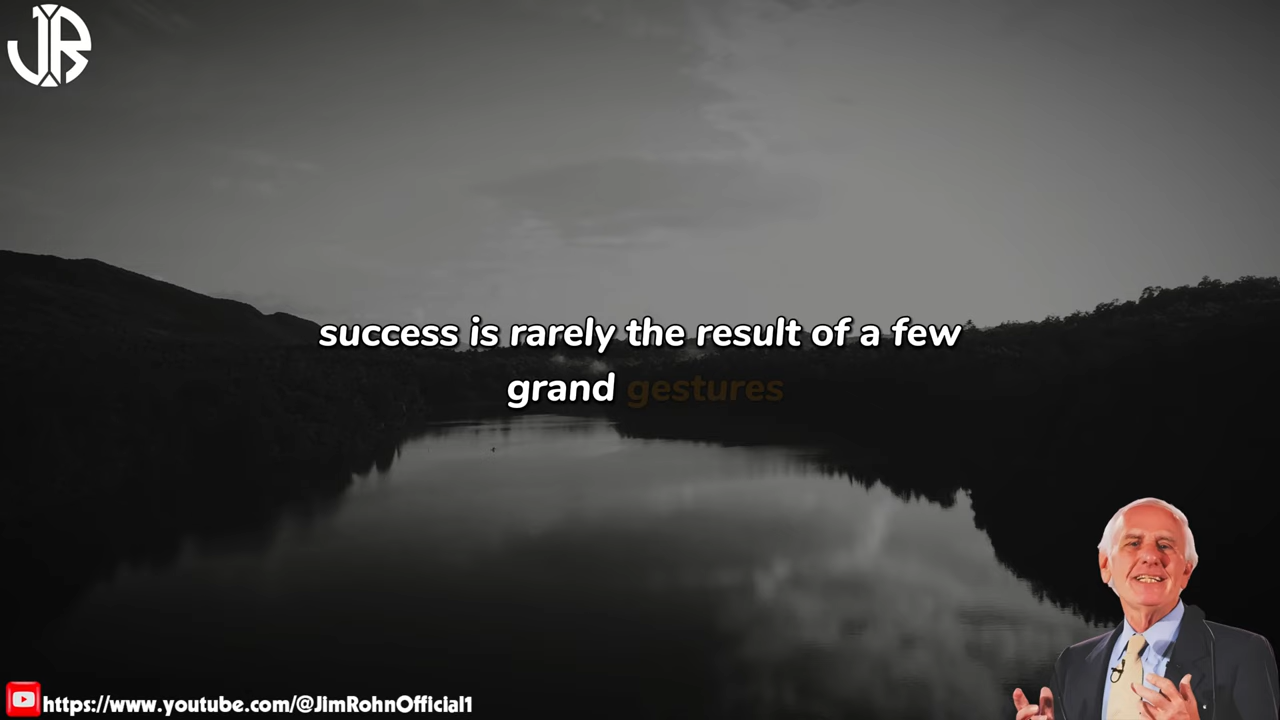 JR
success is rarely the result of a few
grand gestures
https://www.youtube.com/@JimRohnOfficial1